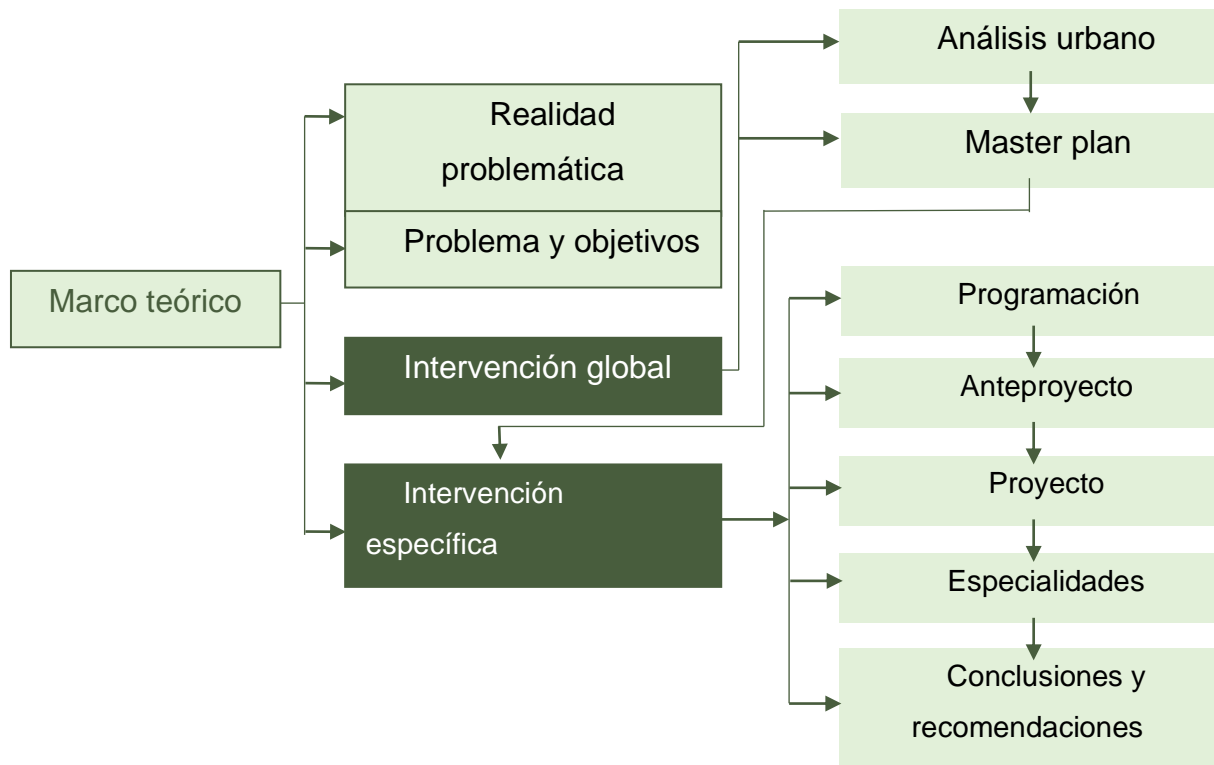 Marco teórico
Realidad
problemática
Problema y objetivos
Intervención global
Intervención
específica
Análisis urbano
Master plan
Programación
Anteproyecto
Proyecto
Especialidades
Conclusiones y
recomendaciones